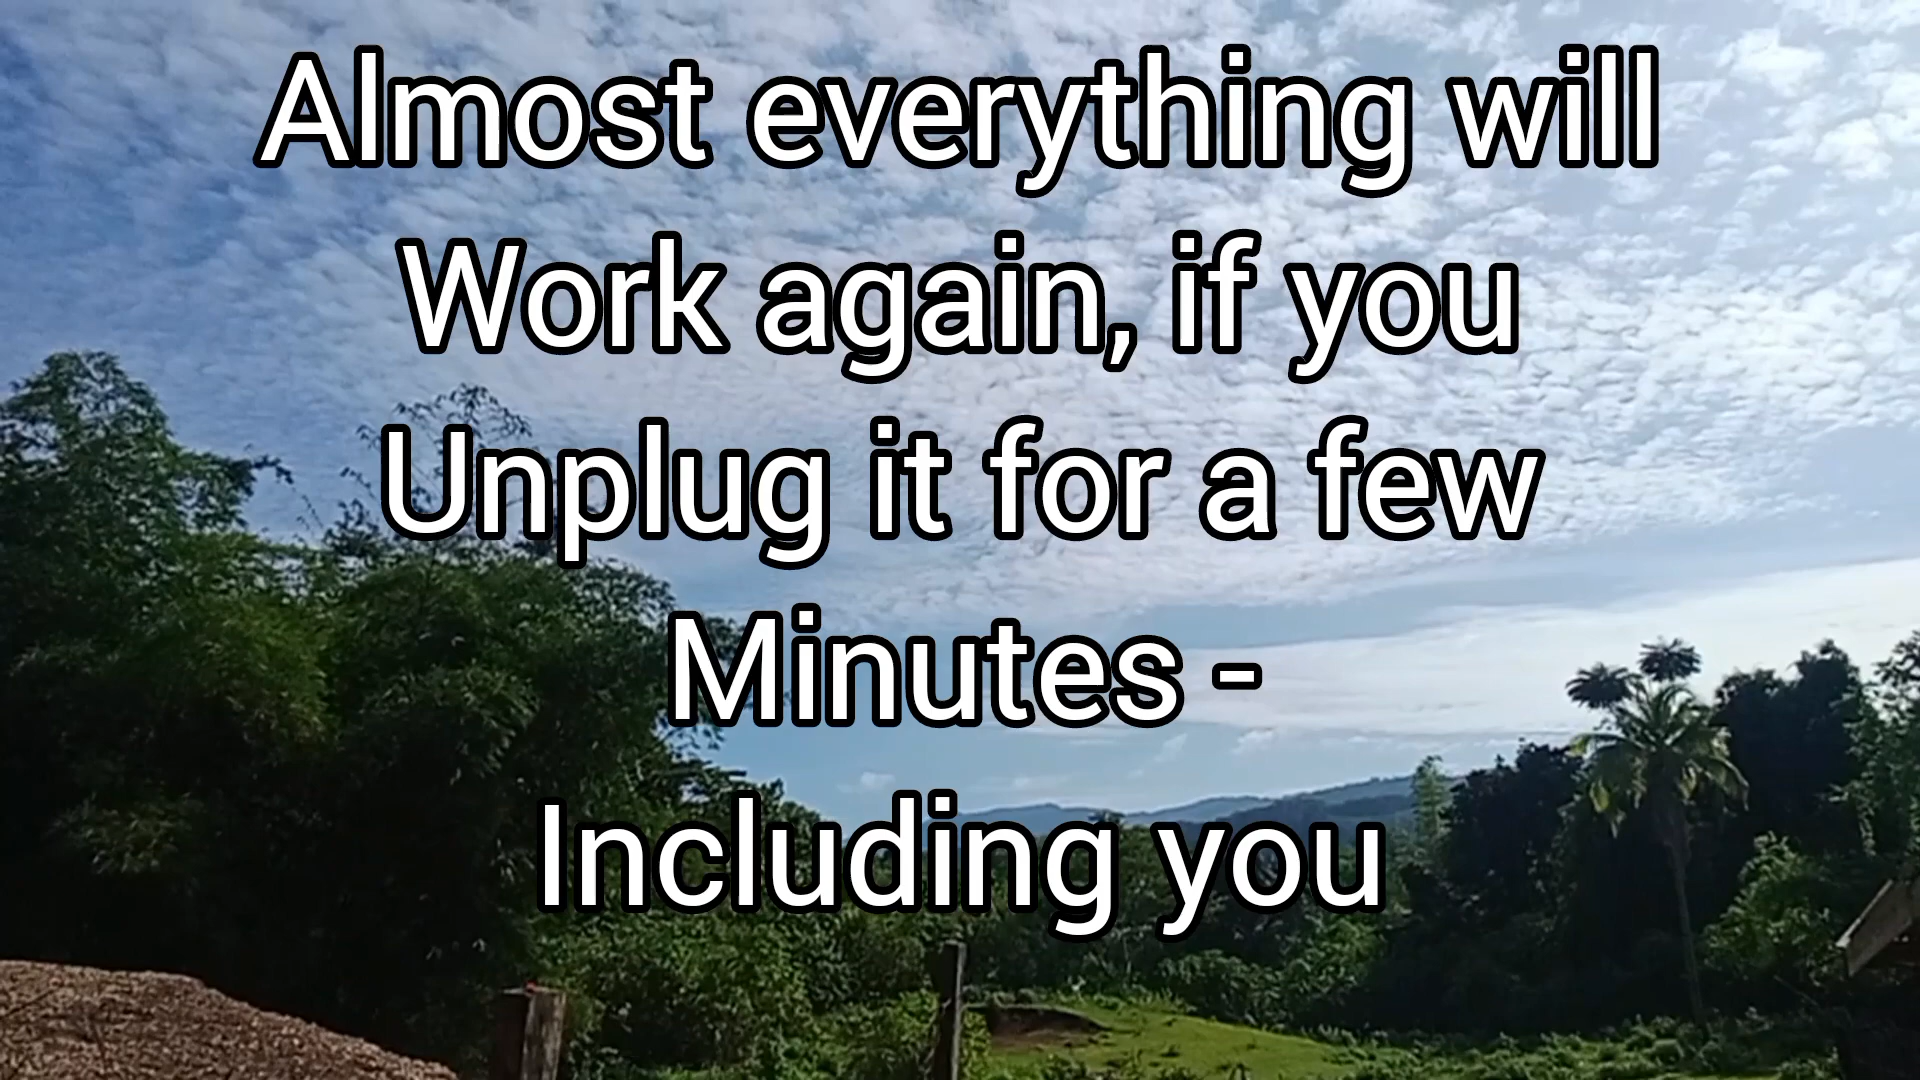 Almost everything will
Work again, if you
Unplug it for a few
Minutes -
Including you